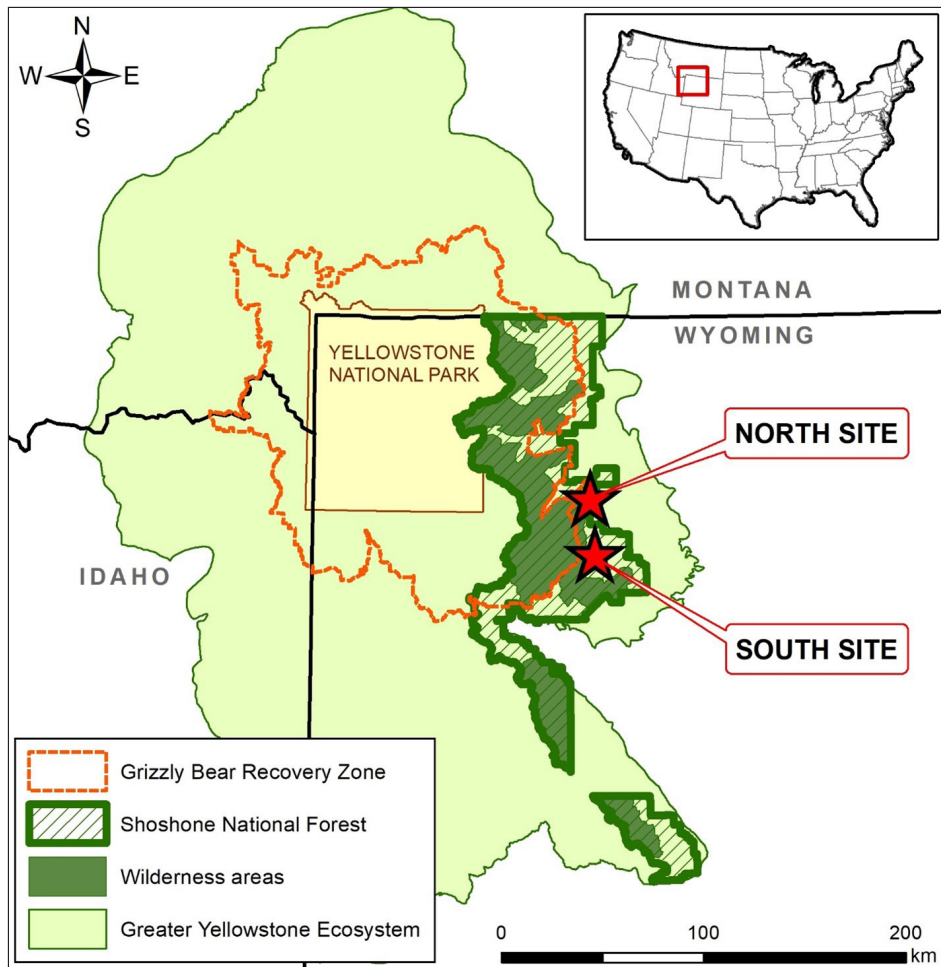 N
W E
S
MONTANA
WYOMING
YELLOWSTONE
NATIONAL PARK
NORTH SITE
IDAHO
SOUTH SITE
Grizzly Bear Recovery Zone
Shoshone National Forest
Wilderness areas
Greater Yellowstone Ecosystem
0 100 200
km